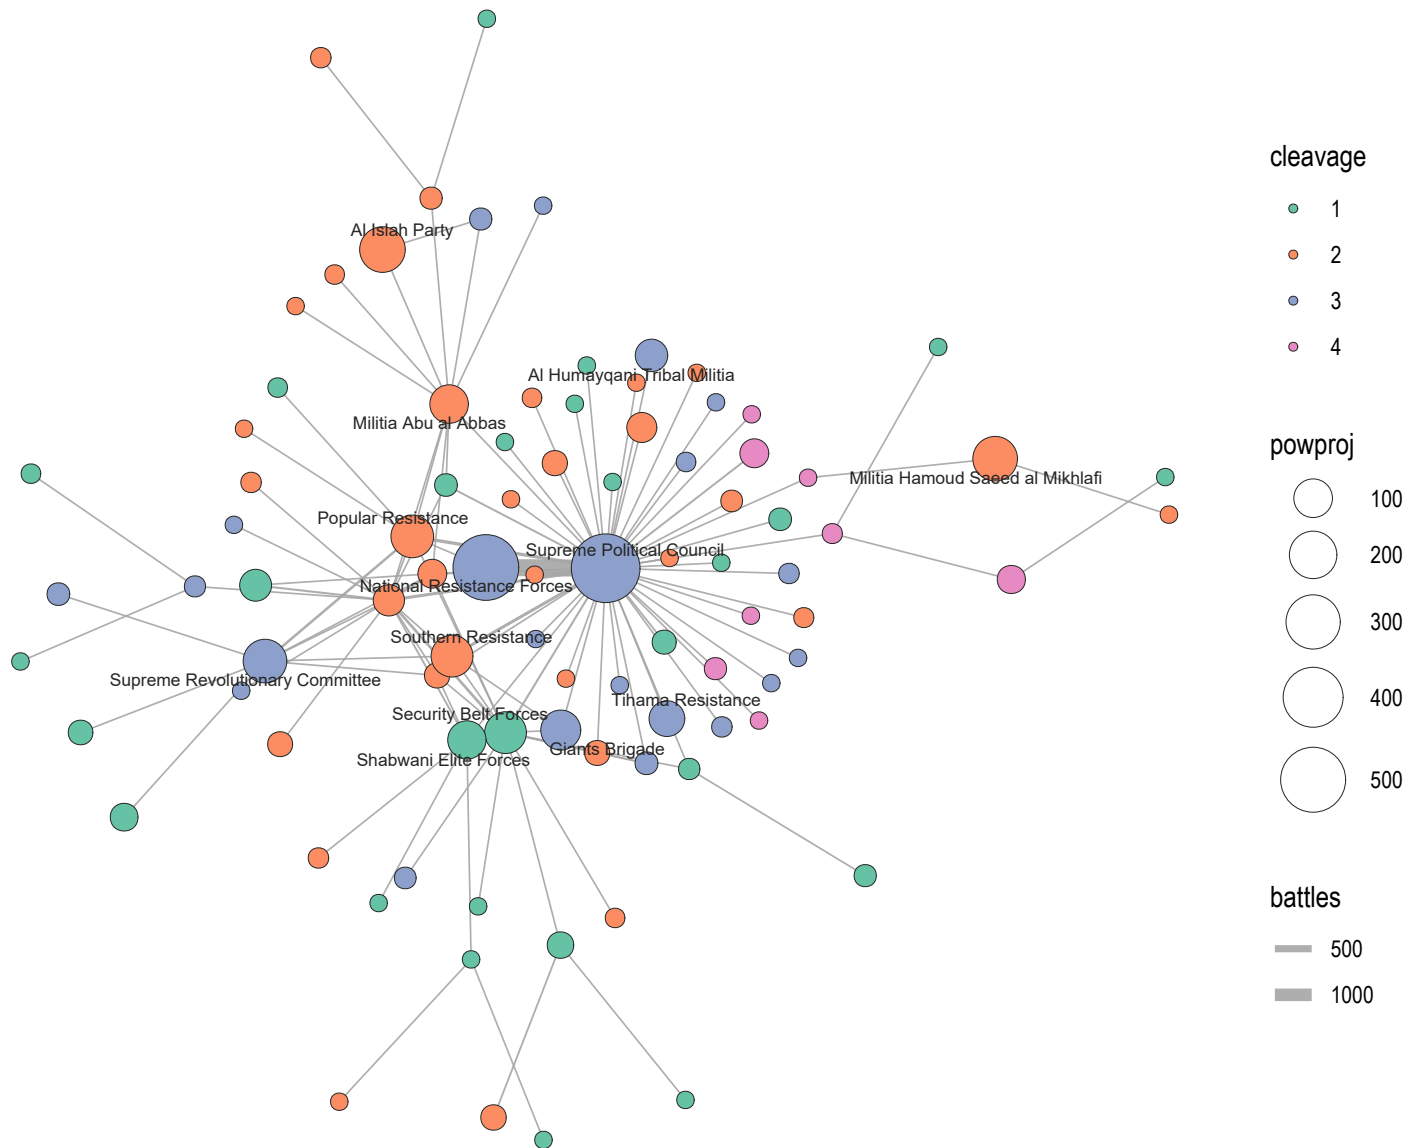 Al Islah Party
Al Humayqani Tribal Militia
Militia Abu al Abbas
Militia Hamoud Saeed al Mikhlafi
Popular Resistance
Supreme Political Council
National Resistance Forces
Southern Resistance
Supreme Revolutionary Committee
Tihama Resistance
Security Belt Forces
Giants Brigade
Shabwani Elite Forces
cleavage
1
2
3
4
powproj
100
200
300
400
500
battles
500
1000